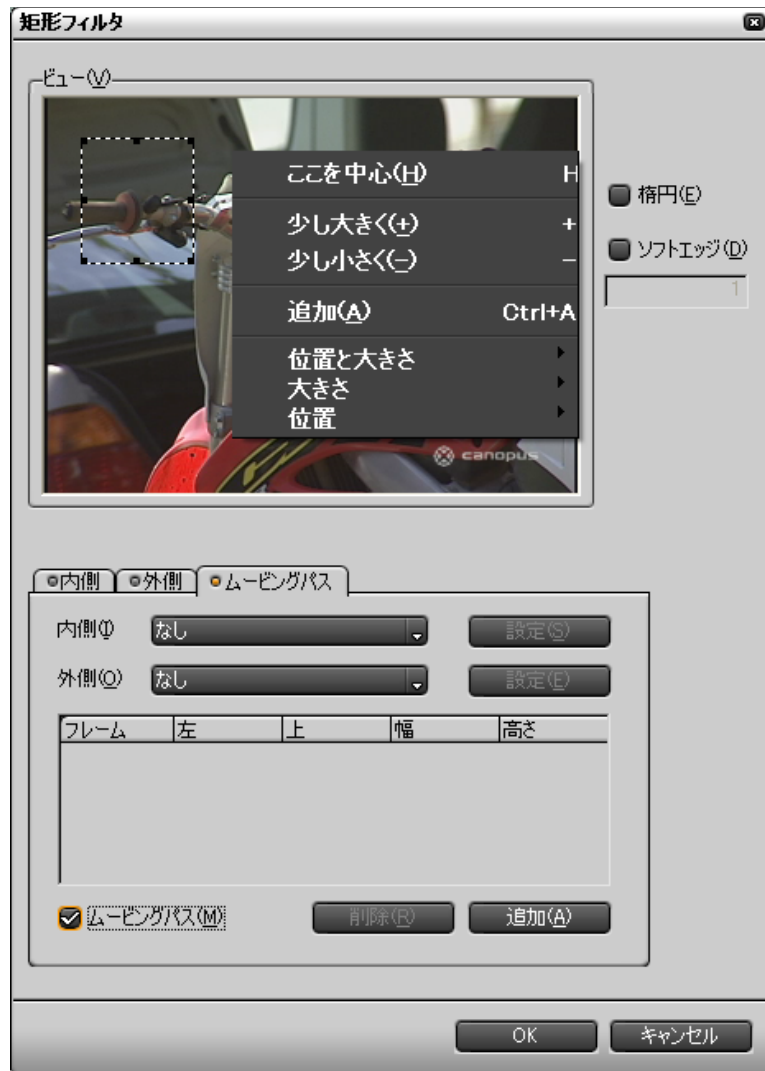 矩形フィルタ
ビュー(V)
ここを中心(H) H
少し大きく(+) +
少し小さく(-) -
追加(A) Ctrl+A
位置と大きさ
大きさ
位置
canopus
楕円(E)
ソフトエッジ(D)
1
内側 外側 ムービングパス
内側(I) なし 設定(S)
外側(O) なし 設定(E)
フレーム 左 上 幅 高さ
ムービングパス(M) 削除(R) 追加(A)
OK キャンセル